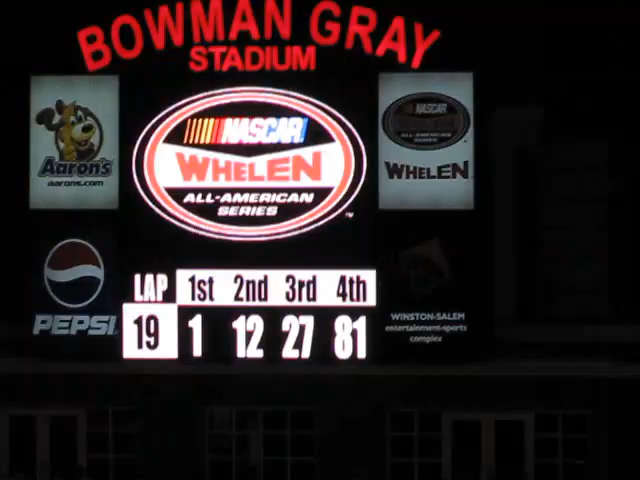 BOWMAN GRAY
STADIUM
Aaron's
aarons.com
NASCAR
WHELEN
ALL-AMERICAN
SERIES
TM
NASCAR
ALL-AMERICAN
SERIES
WHELEN
PEPSI
LAP 1st 2nd 3rd 4th
19 1 12 27 81
WINSTON-SALEM
entertainment-sports
complex